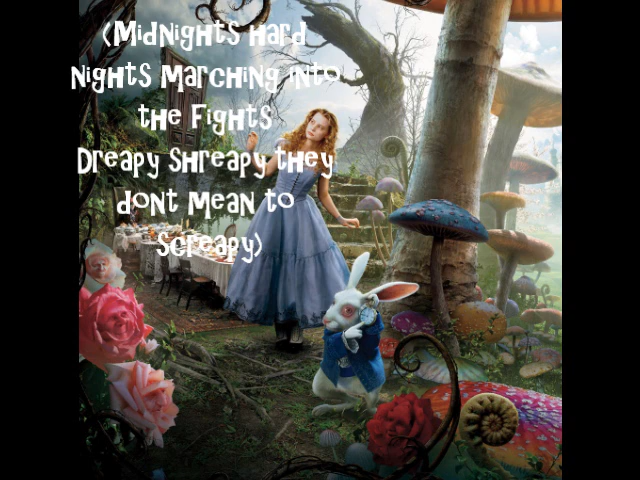 (Midnights Hard
Nights Marching into
the Fights
Dreapy Shreapy they
dont Mean to
Screapy)